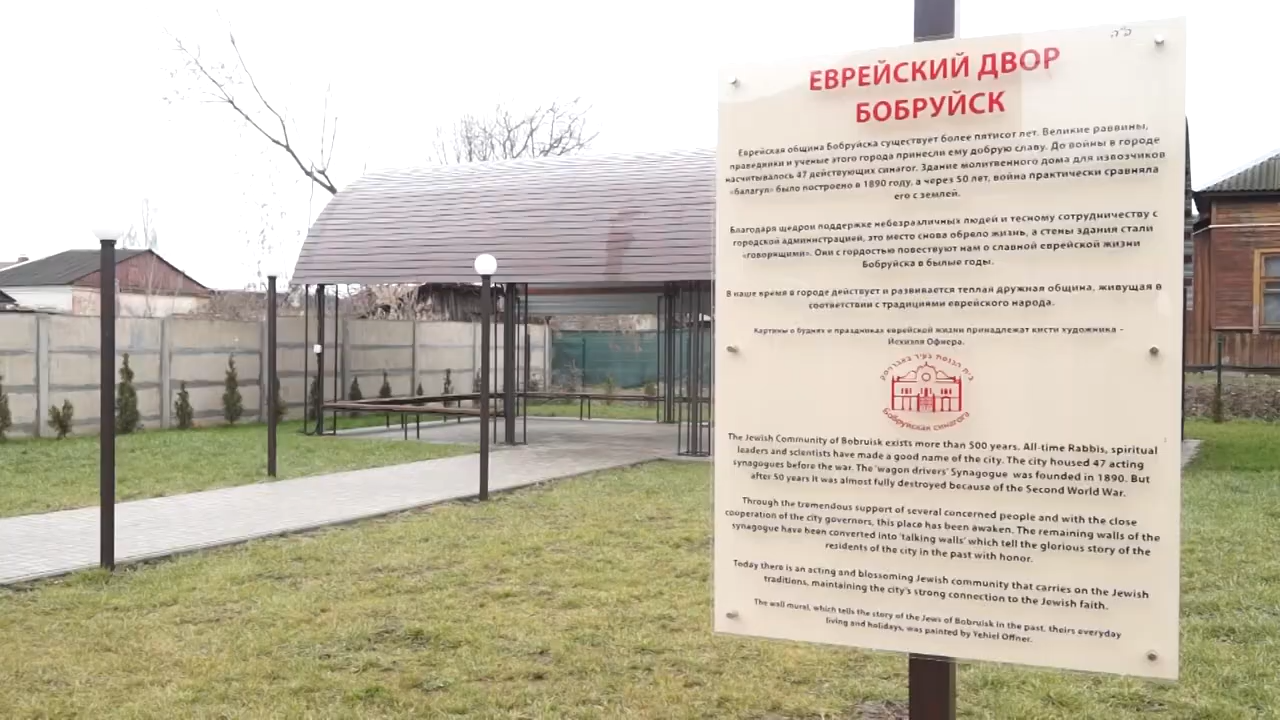 ב"ה
ЕВРЕЙСКИЙ ДВОР
БОБРУЙСК
Еврейская община Бобруйска существует более пятисот лет. Великие раввины,
праведники и ученые этого города принесли ему добрую славу. До войны в городе
насчитывалось 47 действующих синагог. Здание молитвенного дома для извозчиков
«балагул» было построено в 1890 году, а через 50 лет, война практически сравняла
его с землей.
Благодаря щедрой поддержке небезразличных людей и тесному сотрудничеству с
городской администрацией, это место снова обрело жизнь, а стены здания стали
«говорящими». Они с гордостью повествуют нам о славной еврейской жизни
Бобруйска в былые годы.
В наше время в городе действует и развивается теплая дружная община, живущая в
соответствии с традициями еврейского народа.
Картины о буднях и праздниках еврейской жизни принадлежат кисти художника –
Йехиэля Офнера.
בית הכנסת בעיר באברויסק
Бобруйская синагога
The Jewish Community of Bobruisk exists more than 500 years. All-time Rabbis, spiritual
leaders and scientists have made a good name of the city. The city housed 47 acting
synagogues before the war. The 'wagon drivers' Synagogue was founded in 1890. But
after 50 years it was almost fully destroyed because of the Second World War.
Through the tremendous support of several concerned people and with the close
cooperation of the city governors, this place has been awaken. The remaining walls of the
synagogue have been converted into 'talking walls' which tell the glorious story of the
residents of the city in the past with honor.
Today there is an acting and blossoming Jewish community that carries on the Jewish
traditions, maintaining the city's strong connection to the Jewish faith.
The wall mural, which tells the story of the Jews of Bobruisk in the past, theirs everyday
living and holidays, was painted by Yehiel Offner.